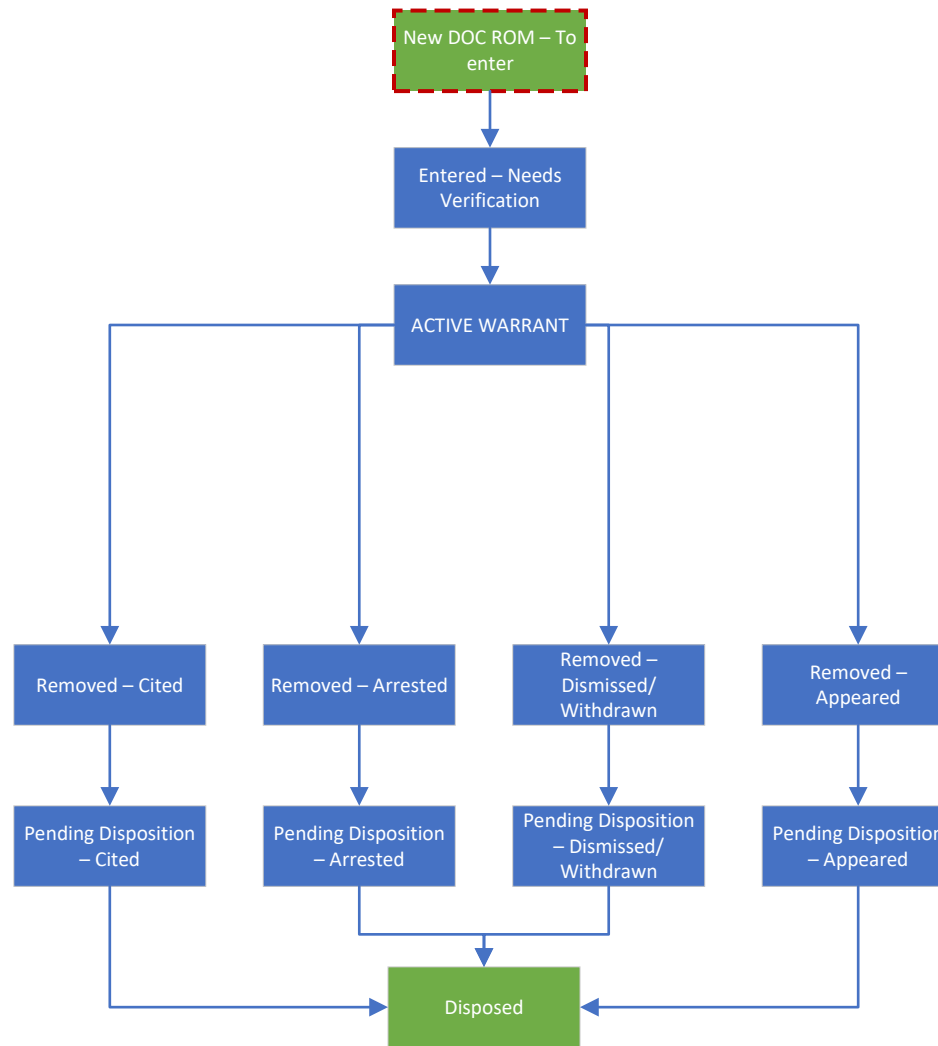 New DOC ROM – To
enter
Entered – Needs
Verification
ACTIVE WARRANT
Removed – Cited
Removed – Arrested
Removed –
Dismissed/
Withdrawn
Removed –
Appeared
Pending Disposition
– Cited
Pending Disposition
– Arrested
Pending Disposition
– Dismissed/
Withdrawn
Pending Disposition
– Appeared
Disposed